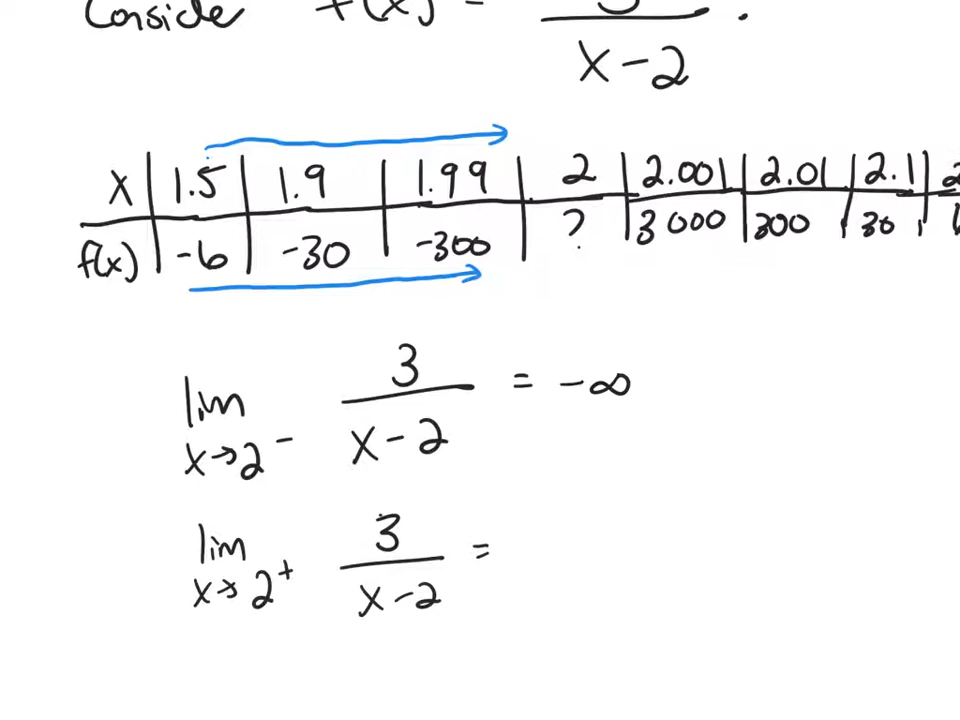 Conside f(x) = 3
x-2 .
x | 1.5 | 1.9 | 1.99 | 2 | 2.001 | 2.01 | 2.1
f(x) | -6 | -30 | -300 | ? | 3000 | 300 | 30
lim x→2⁻ 3/(x-2) = -∞
lim x→2⁺ 3/(x-2) =